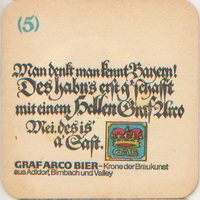 (5)
Man denkt man kennt Bayern!
Des hab'n s erst g'schafft
mit einem Hellen Graf Arco
Mei, des is'
a' Saft.
GRAF ARCO BIER – Krone der Braukunst
aus Adldorf, Birnbach und Valley